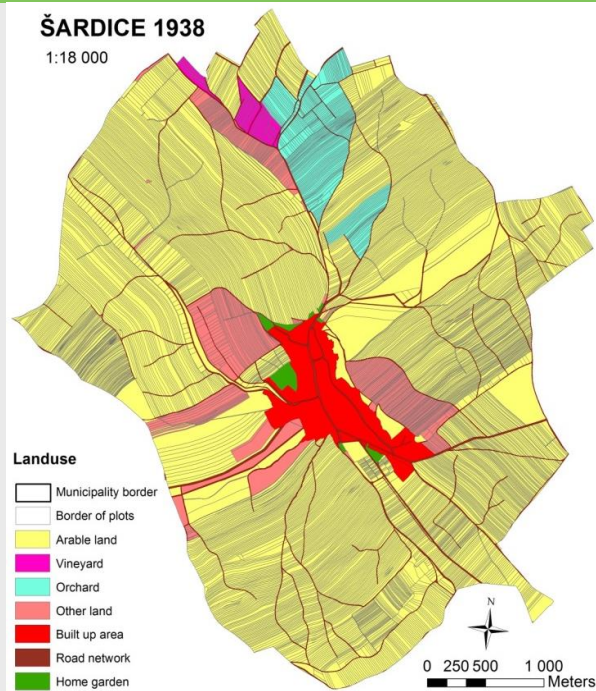 ŠARDICE 1938
1:18 000
Landuse
Municipality border
Border of plots
Arable land
Vineyard
Orchard
Other land
Built up area
Road network
Home garden
N
0 250 500 1 000
Meters